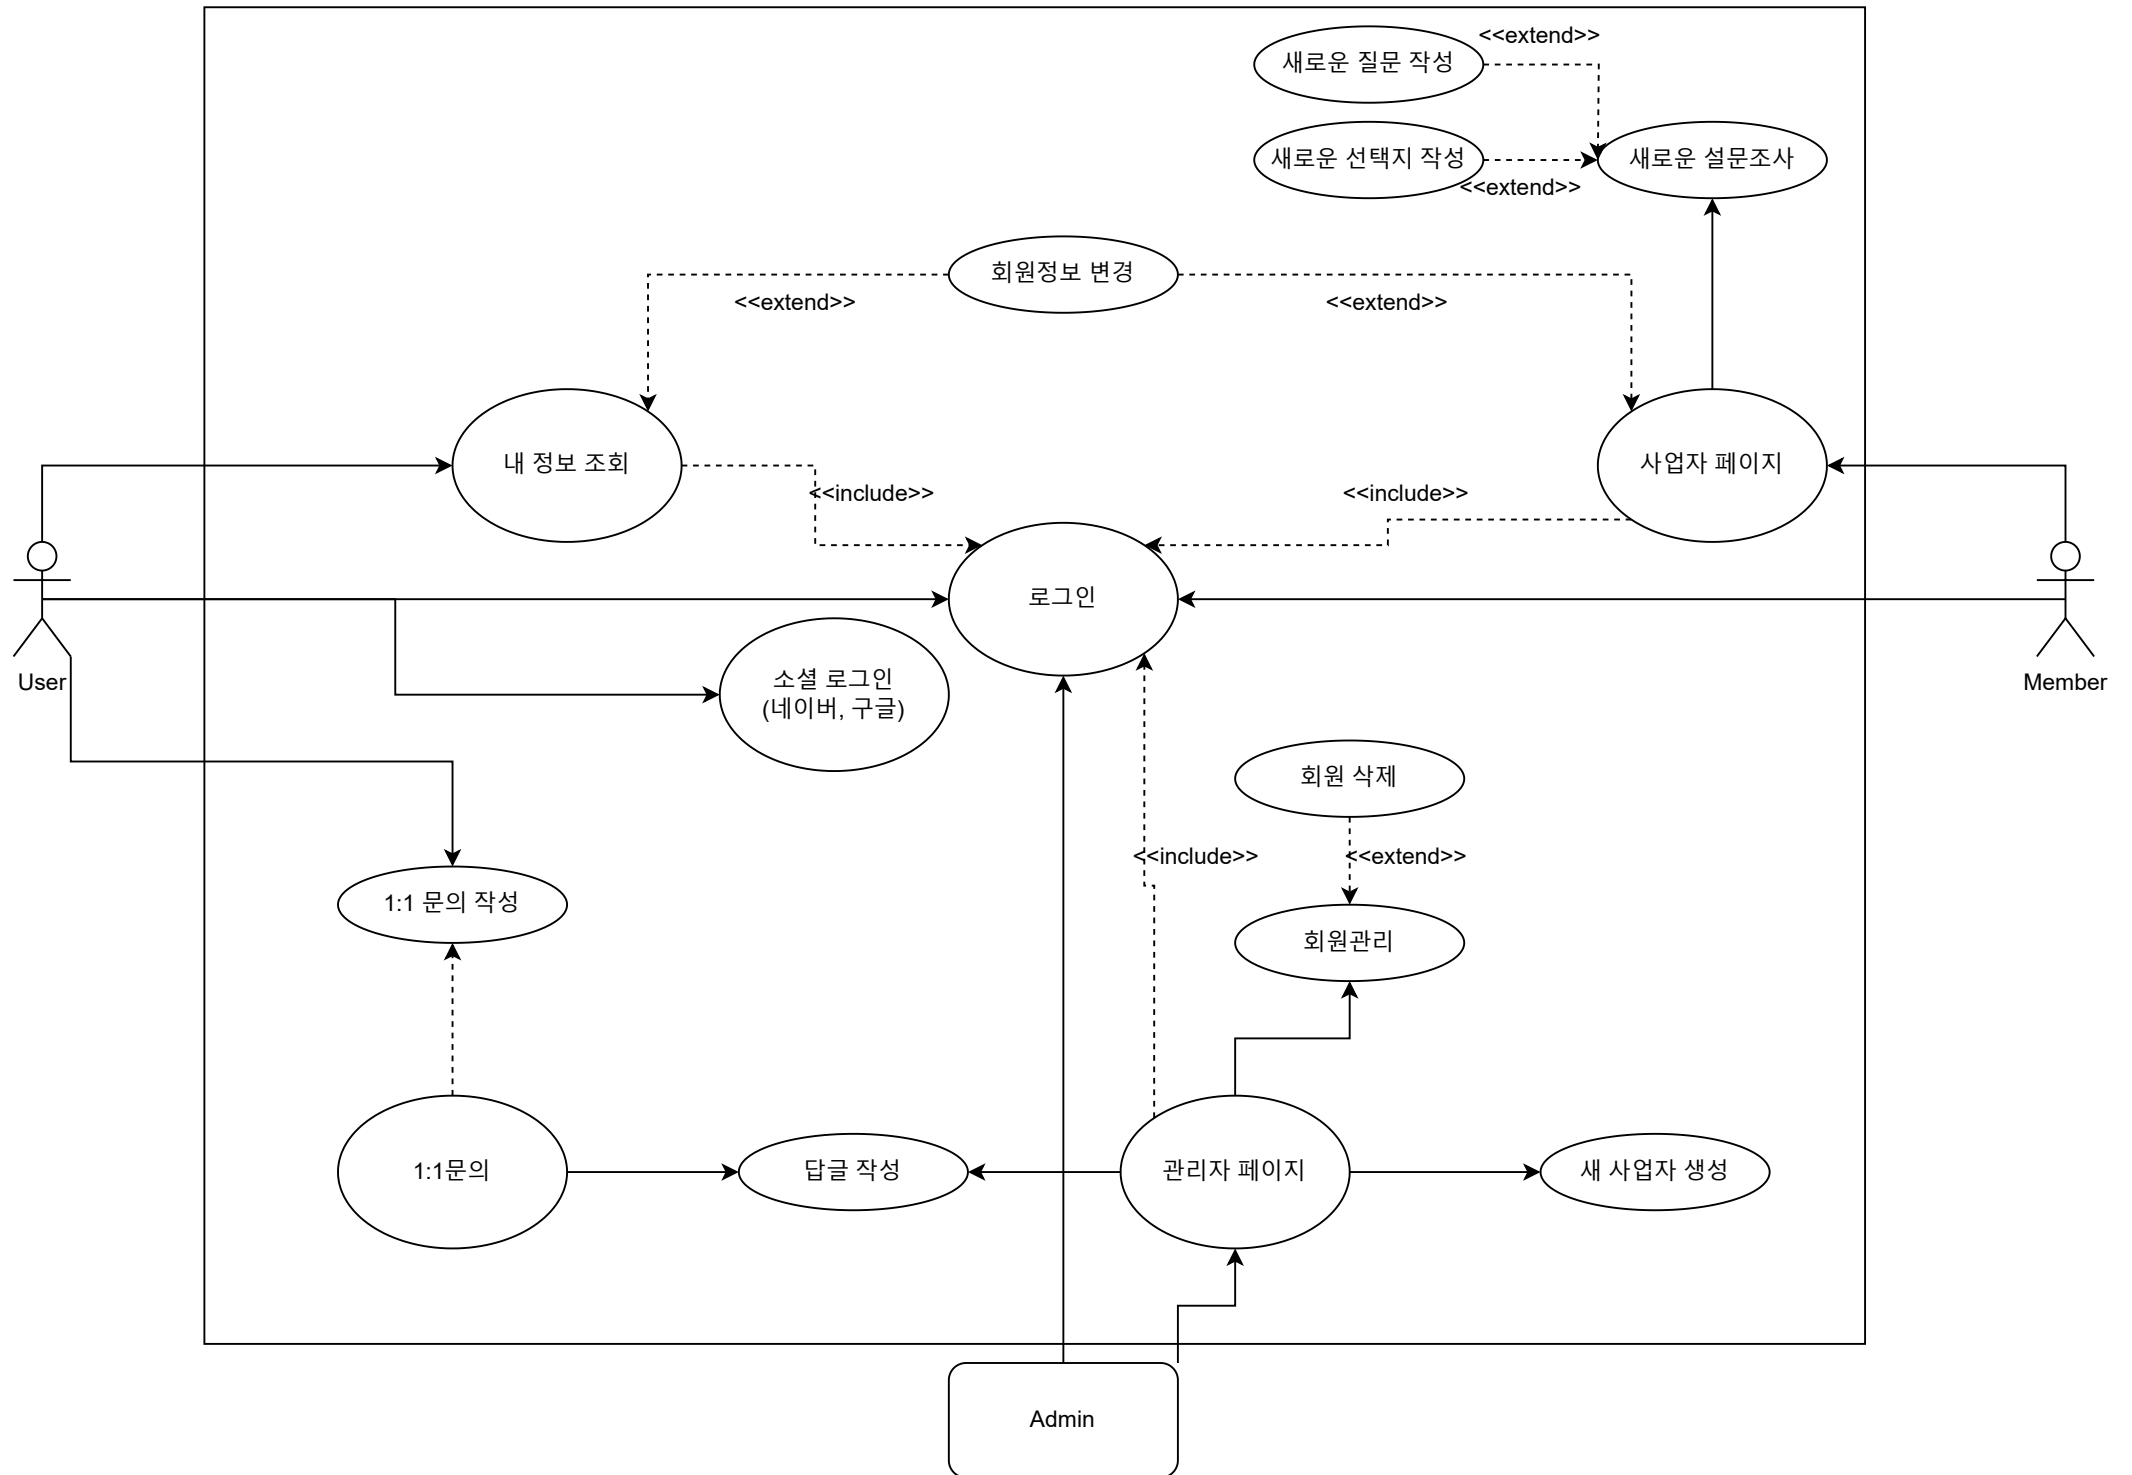 <<extend>>
새로운 질문 작성
새로운 선택지 작성
새로운 설문조사
<<extend>>
회원정보 변경
<<extend>>
<<extend>>
내 정보 조회
사업자 페이지
<<include>>
<<include>>
로그인
User
소셜 로그인
(네이버, 구글)
Member
회원 삭제
<<include>>
<<extend>>
1:1 문의 작성
회원관리
1:1문의
답글 작성
관리자 페이지
새 사업자 생성
Admin